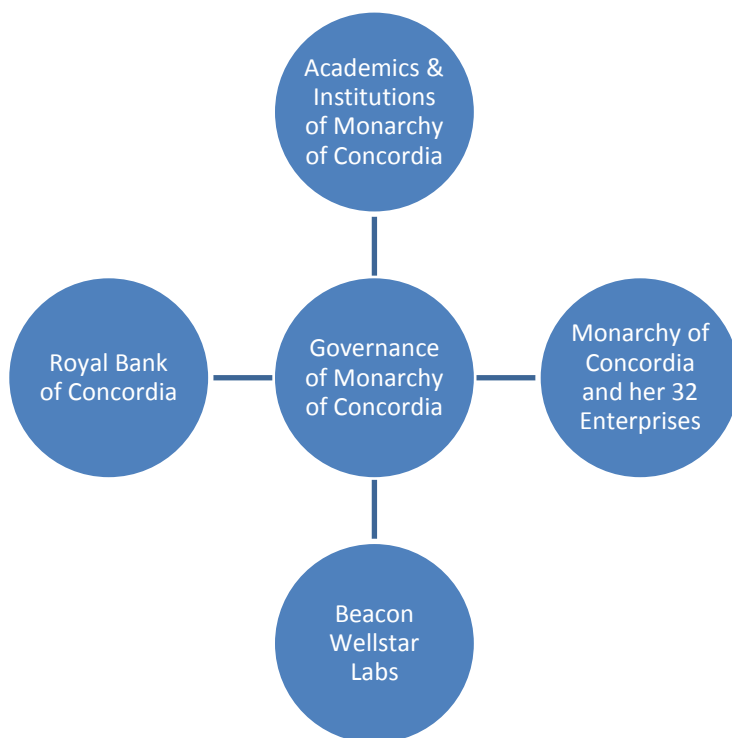 Academics &
Institutions
of Monarchy
of Concordia
Royal Bank
of Concordia
Governance
of Monarchy
of Concordia
Monarchy of
Concordia
and her 32
Enterprises
Beacon
Wellstar
Labs